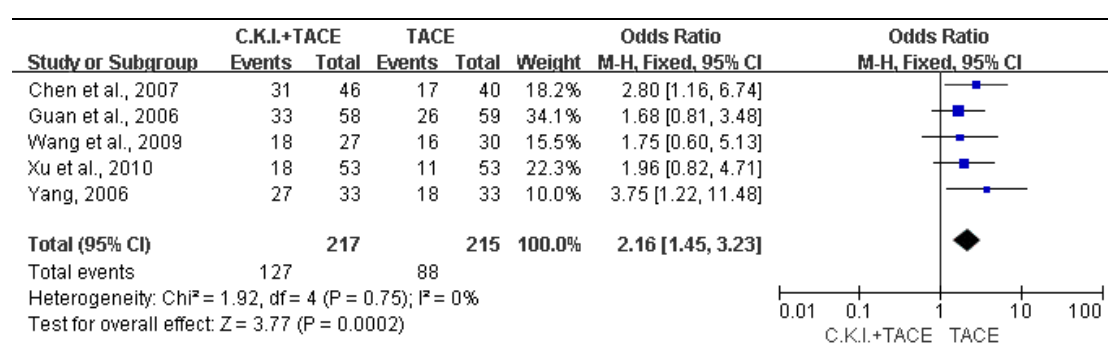 C.K.I.+TACE TACE Odds Ratio Odds Ratio
Study or Subgroup Events Total Events Total Weight M-H, Fixed, 95% CI M-H, Fixed, 95% CI
Chen et al., 2007 31 46 17 40 18.2% 2.80 [1.16, 6.74]
Guan et al., 2006 33 58 26 59 34.1% 1.68 [0.81, 3.48]
Wang et al., 2009 18 27 16 30 15.5% 1.75 [0.60, 5.13]
Xu et al., 2010 18 53 11 53 22.3% 1.96 [0.82, 4.71]
Yang, 2006 27 33 18 33 10.0% 3.75 [1.22, 11.48]
Total (95% CI) 217 215 100.0% 2.16 [1.45, 3.23]
Total events 127 88
Heterogeneity: Chi² = 1.92, df = 4 (P = 0.75); I² = 0%
Test for overall effect: Z = 3.77 (P = 0.0002)
0.01 0.1 1 10 100
C.K.I.+TACE TACE